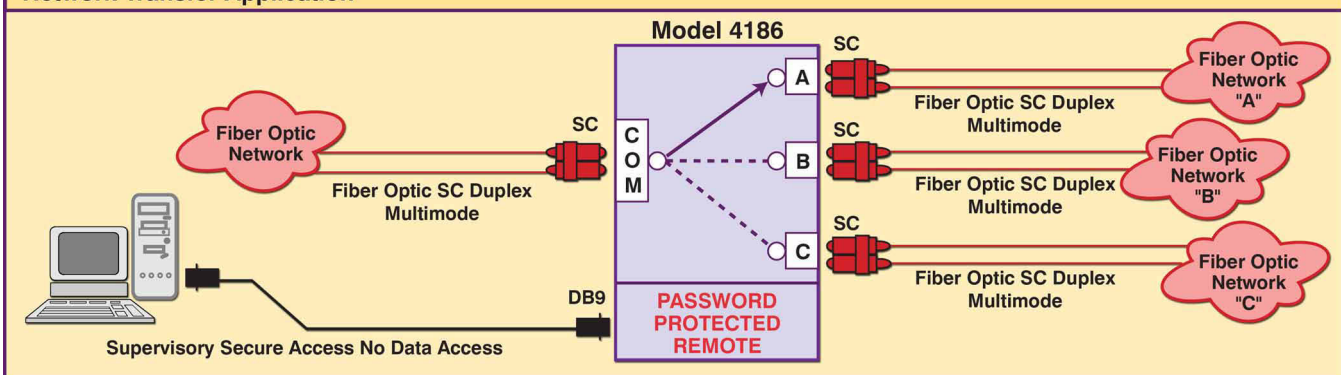 Network Transfer Application
Model 4186
Fiber Optic
Network
SC
Fiber Optic SC Duplex
Multimode
C
O
M
A
B
C
SC
Fiber Optic SC Duplex
Multimode
Fiber Optic
Network
"A"
SC
Fiber Optic SC Duplex
Multimode
Fiber Optic
Network
"B"
SC
Fiber Optic SC Duplex
Multimode
Fiber Optic
Network
"C"
DB9
PASSWORD
PROTECTED
REMOTE
Supervisory Secure Access No Data Access